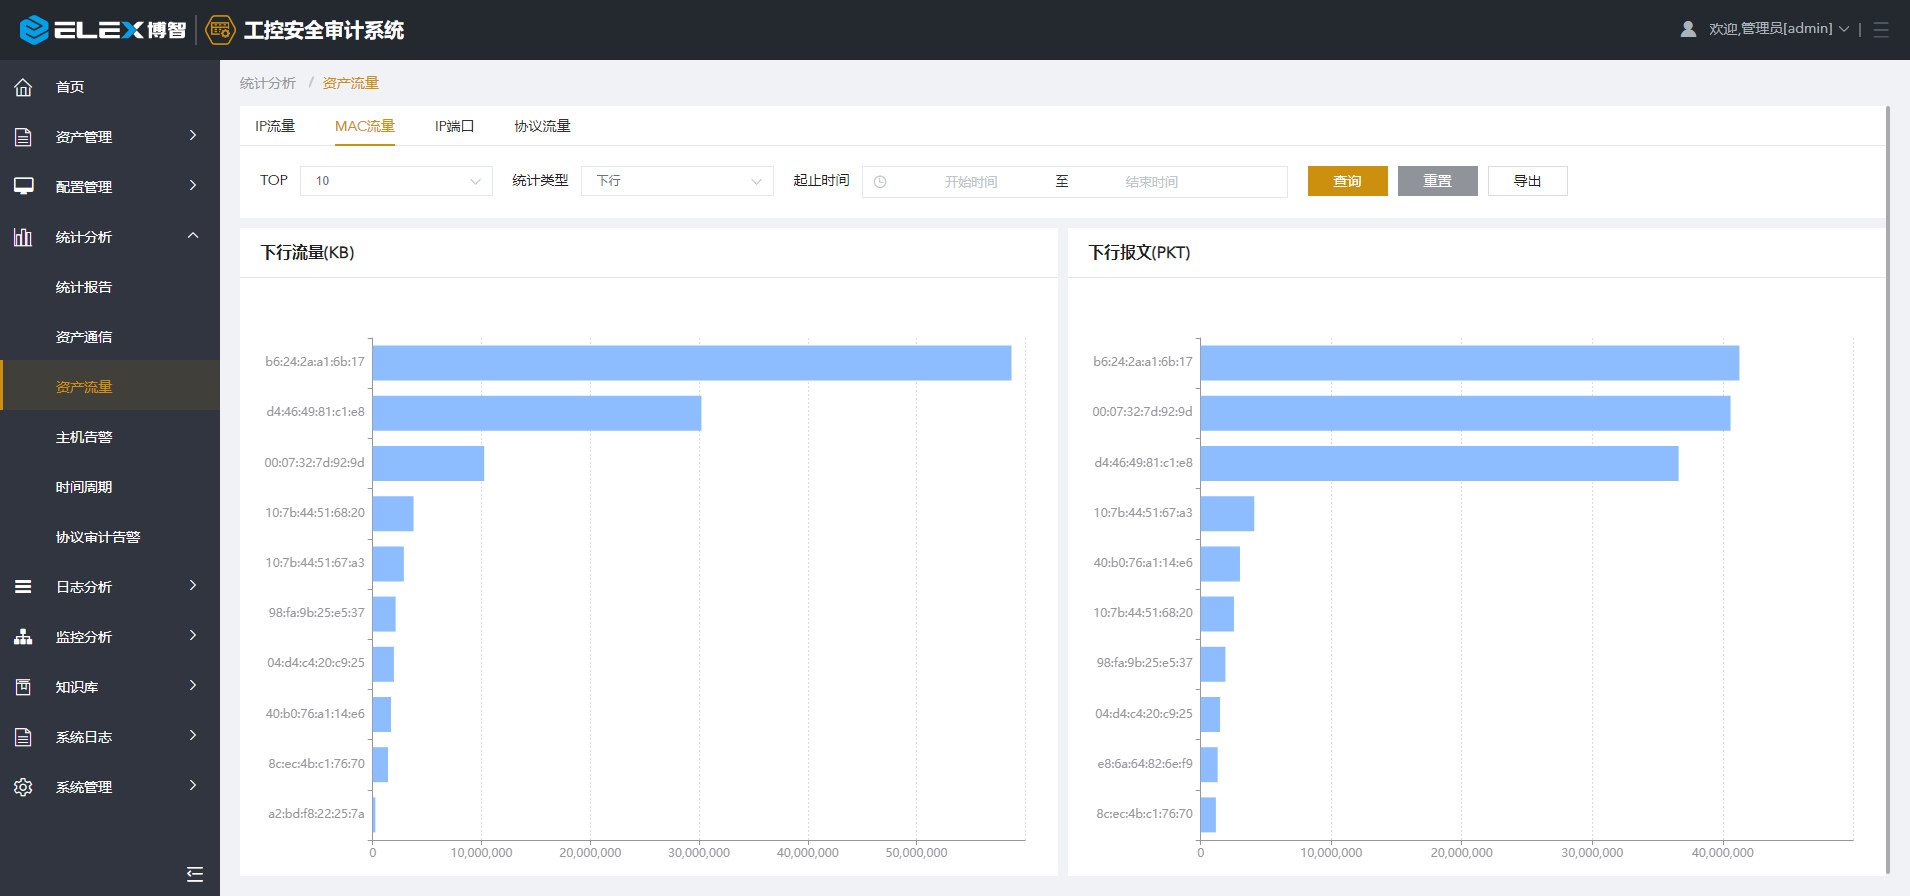 ELEX博智 工控安全审计系统
欢迎,管理员[admin]
首页
资产管理
配置管理
统计分析
统计报告
资产通信
资产流量
主机告警
时间周期
协议审计告警
日志分析
监控分析
知识库
系统日志
系统管理
统计分析 / 资产流量
IP流量 MAC流量 IP端口 协议流量
TOP 10 统计类型 下行 起止时间 开始时间 至 结束时间 查询 重置 导出
下行流量(KB)
b6:24:2a:a1:6b:17
d4:46:49:81:c1:e8
00:07:32:7d:92:9d
10:7b:44:51:68:20
10:7b:44:51:67:a3
98:fa:9b:25:e5:37
04:d4:c4:20:c9:25
40:b0:76:a1:14:e6
8c:ec:4b:c1:76:70
a2:bd:f8:22:25:7a
0 10,000,000 20,000,000 30,000,000 40,000,000 50,000,000
下行报文(PKT)
b6:24:2a:a1:6b:17
00:07:32:7d:92:9d
d4:46:49:81:c1:e8
10:7b:44:51:67:a3
40:b0:76:a1:14:e6
10:7b:44:51:68:20
98:fa:9b:25:e5:37
04:d4:c4:20:c9:25
e8:6a:64:82:6e:f9
8c:ec:4b:c1:76:70
0 10,000,000 20,000,000 30,000,000 40,000,000